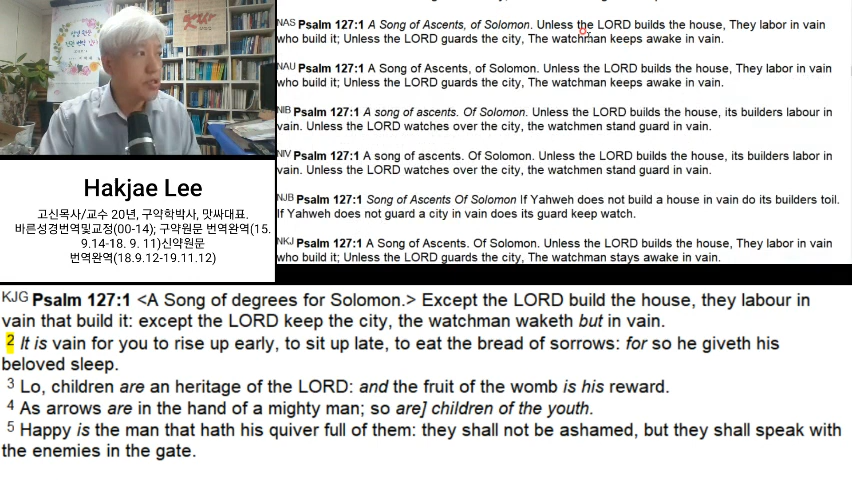 NAS Psalm 127:1 A Song of Ascents, of Solomon. Unless the LORD builds the house, They labor in vain
who build it; Unless the LORD guards the city, The watchman keeps awake in vain.
NAU Psalm 127:1 A Song of Ascents, of Solomon. Unless the LORD builds the house, They labor in vain
who build it; Unless the LORD guards the city, The watchman keeps awake in vain.
NIB Psalm 127:1 A song of ascents. Of Solomon. Unless the LORD builds the house, its builders labour in
vain. Unless the LORD watches over the city, the watchmen stand guard in vain.
NIV Psalm 127:1 A song of ascents. Of Solomon. Unless the LORD builds the house, its builders labor in
vain. Unless the LORD watches over the city, the watchmen stand guard in vain.
NJB Psalm 127:1 Song of Ascents Of Solomon If Yahweh does not build a house in vain do its builders toil.
If Yahweh does not guard a city in vain does its guard keep watch.
NKJ Psalm 127:1 A Song of Ascents. Of Solomon. Unless the LORD builds the house, They labor in vain
who build it; Unless the LORD guards the city, The watchman stays awake in vain.
Hakjae Lee
고신목사/교수 20년, 구약학박사, 맛싸대표.
바른성경번역및교정(00-14); 구약원문 번역완역(15.
9.14-18. 9. 11)신약원문
번역완역(18.9.12-19.11.12)
KJG Psalm 127:1 <A Song of degrees for Solomon.> Except the LORD build the house, they labour in
vain that build it: except the LORD keep the city, the watchman waketh but in vain.
2 It is vain for you to rise up early, to sit up late, to eat the bread of sorrows: for so he giveth his
beloved sleep.
3 Lo, children are an heritage of the LORD: and the fruit of the womb is his reward.
4 As arrows are in the hand of a mighty man; so are] children of the youth.
5 Happy is the man that hath his quiver full of them: they shall not be ashamed, but they shall speak with
the enemies in the gate.